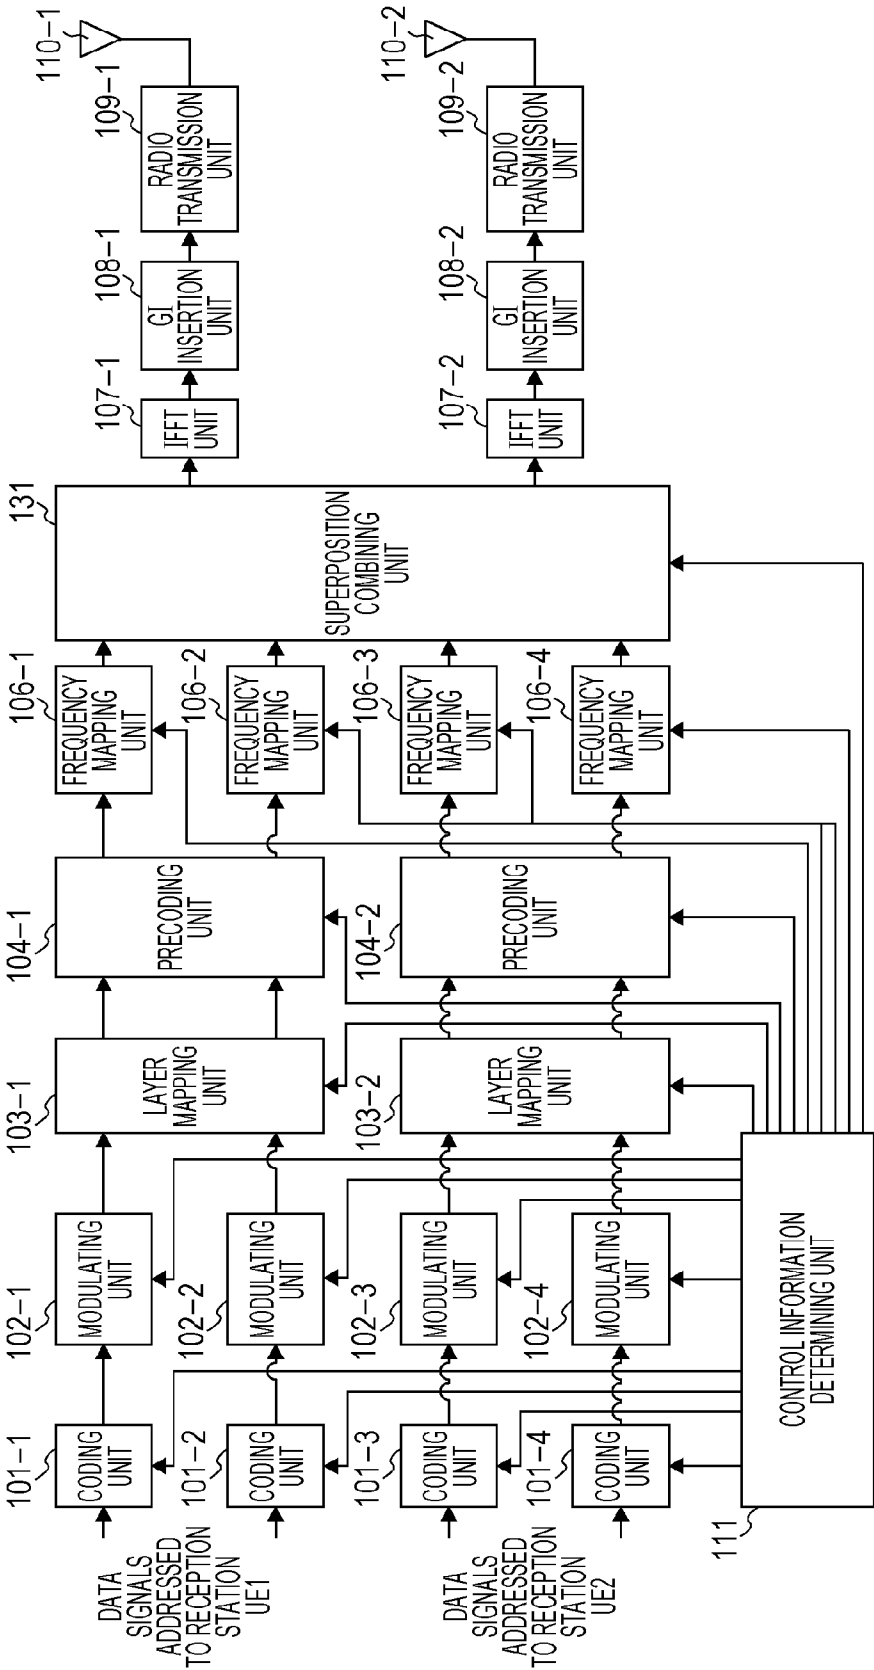 DATA
SIGNALS
ADDRESSED
TO RECEPTION
STATION
UE1
DATA
SIGNALS
ADDRESSED
TO RECEPTION
STATION
UE2
101-1
CODING
UNIT
101-2
CODING
UNIT
101-3
CODING
UNIT
101-4
CODING
UNIT
102-1
MODULATING
UNIT
102-2
MODULATING
UNIT
102-3
MODULATING
UNIT
102-4
MODULATING
UNIT
103-1
LAYER
MAPPING
UNIT
103-2
LAYER
MAPPING
UNIT
104-1
PRECODING
UNIT
104-2
PRECODING
UNIT
106-1
FREQUENCY
MAPPING
UNIT
106-2
FREQUENCY
MAPPING
UNIT
106-3
FREQUENCY
MAPPING
UNIT
106-4
FREQUENCY
MAPPING
UNIT
131
SUPERPOSITION
COMBINING
UNIT
107-1
IFFT
UNIT
108-1
GI
INSERTION
UNIT
109-1
RADIO
TRANSMISSION
UNIT
110-1
107-2
IFFT
UNIT
108-2
GI
INSERTION
UNIT
109-2
RADIO
TRANSMISSION
UNIT
110-2
111
CONTROL INFORMATION
DETERMINING UNIT